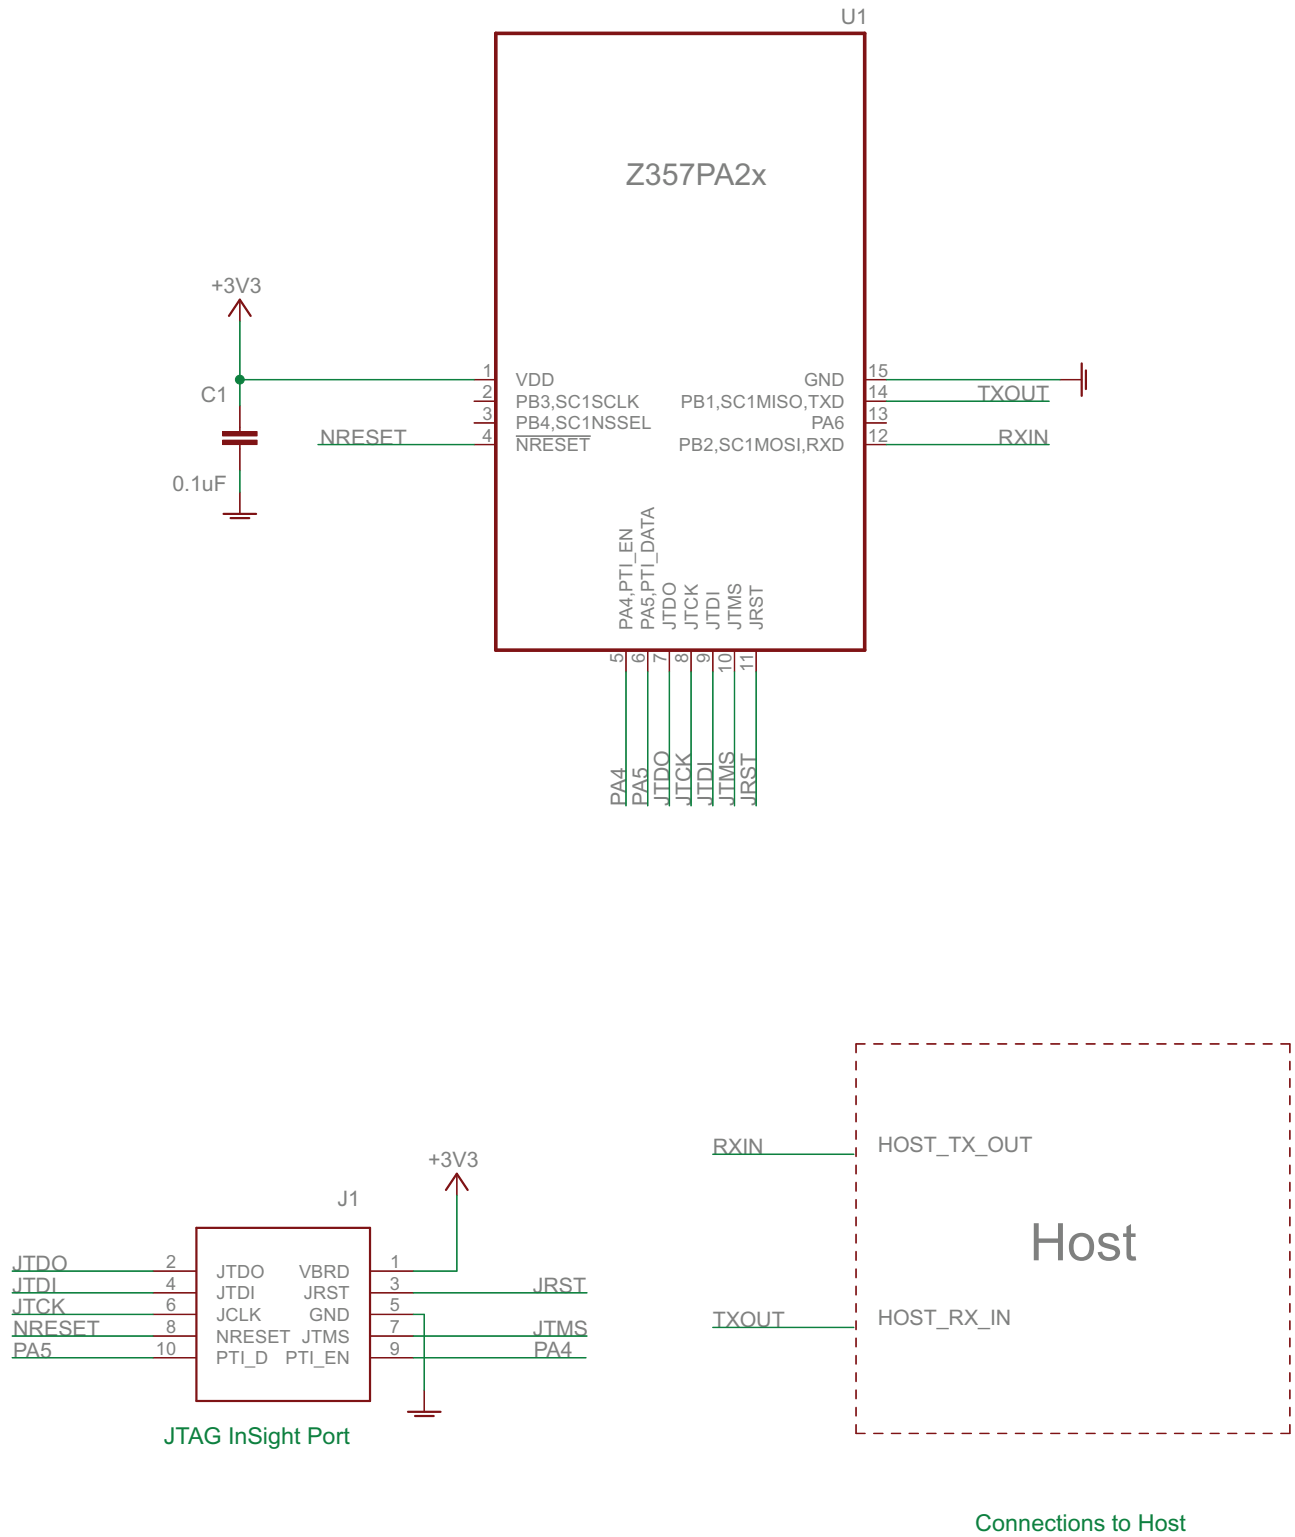 U1
Z357PA2x
+3V3
C1
0.1uF
NRESET
1 VDD
2 PB3,SC1SCLK
3 PB4,SC1NSSEL
4 NRESET
GND 15
PB1,SC1MISO,TXD 14 TXOUT
PA6 13
PB2,SC1MOSI,RXD 12 RXIN
PA4,PTI_EN
PA5,PTI_DATA
JTDO
JTCK
JTDI
JTMS
JRST
5
6
7
8
9
10
11
PA4
PA5
JTDO
JTCK
JTDI
JTMS
JRST
+3V3
J1
JTDO 2 JTDO VBRD 1
JTDI 4 JTDI JRST 3 JRST
JTCK 6 JCLK GND 5
NRESET 8 NRESET JTMS 7 JTMS
PA5 10 PTI_D PTI_EN 9 PA4
JTAG InSight Port
RXIN HOST_TX_OUT
Host
TXOUT HOST_RX_IN
Connections to Host